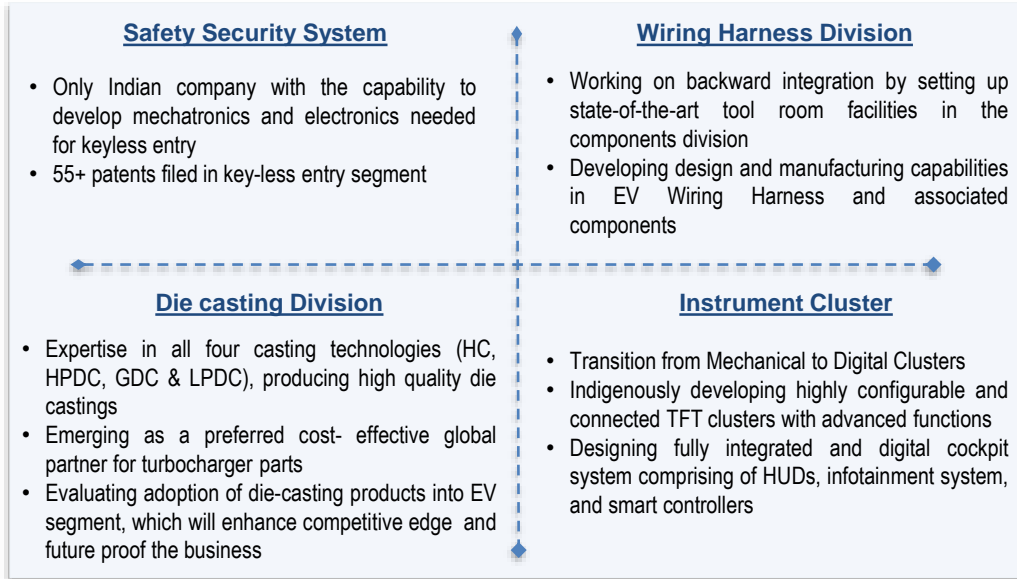 Safety Security System
• Only Indian company with the capability to
develop mechatronics and electronics needed
for keyless entry
• 55+ patents filed in key-less entry segment
Wiring Harness Division
• Working on backward integration by setting up
state-of-the-art tool room facilities in the
components division
• Developing design and manufacturing capabilities
in EV Wiring Harness and associated
components
Die casting Division
• Expertise in all four casting technologies (HC,
HPDC, GDC & LPDC), producing high quality die
castings
• Emerging as a preferred cost- effective global
partner for turbocharger parts
• Evaluating adoption of die-casting products into EV
segment, which will enhance competitive edge and
future proof the business
Instrument Cluster
• Transition from Mechanical to Digital Clusters
• Indigenously developing highly configurable and
connected TFT clusters with advanced functions
• Designing fully integrated and digital cockpit
system comprising of HUDs, infotainment system,
and smart controllers